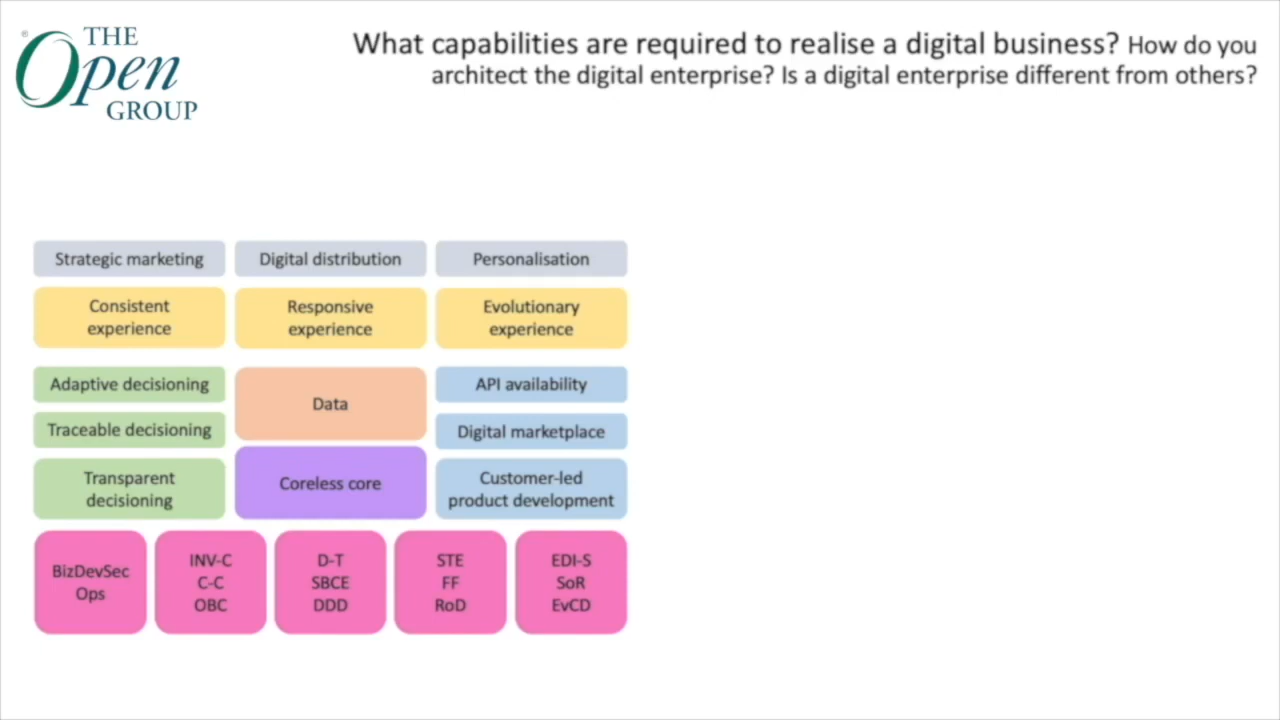 ®
THE
Open
GROUP
What capabilities are required to realise a digital business? How do you
architect the digital enterprise? Is a digital enterprise different from others?
Strategic marketing
Digital distribution
Personalisation
Consistent
experience
Responsive
experience
Evolutionary
experience
Adaptive decisioning
Traceable decisioning
Transparent
decisioning
Data
Coreless core
API availability
Digital marketplace
Customer-led
product development
BizDevSec
Ops
INV-C
C-C
OBC
D-T
SBCE
DDD
STE
FF
RoD
EDI-S
SoR
EvCD